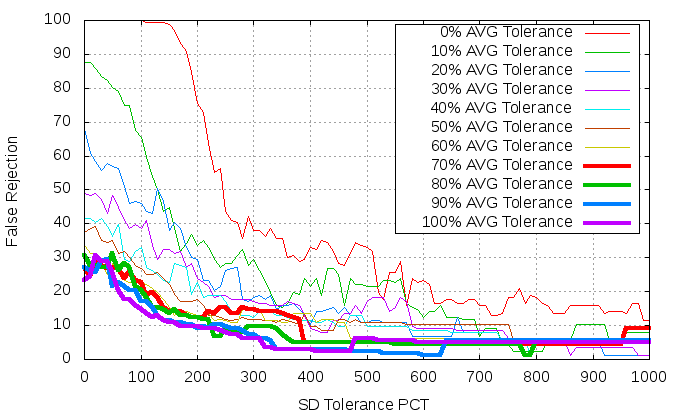 100
90
80
70
60
50
40
30
20
10
0
False Rejection
0% AVG Tolerance
10% AVG Tolerance
20% AVG Tolerance
30% AVG Tolerance
40% AVG Tolerance
50% AVG Tolerance
60% AVG Tolerance
70% AVG Tolerance
80% AVG Tolerance
90% AVG Tolerance
100% AVG Tolerance
0 100 200 300 400 500 600 700 800 900 1000
SD Tolerance PCT